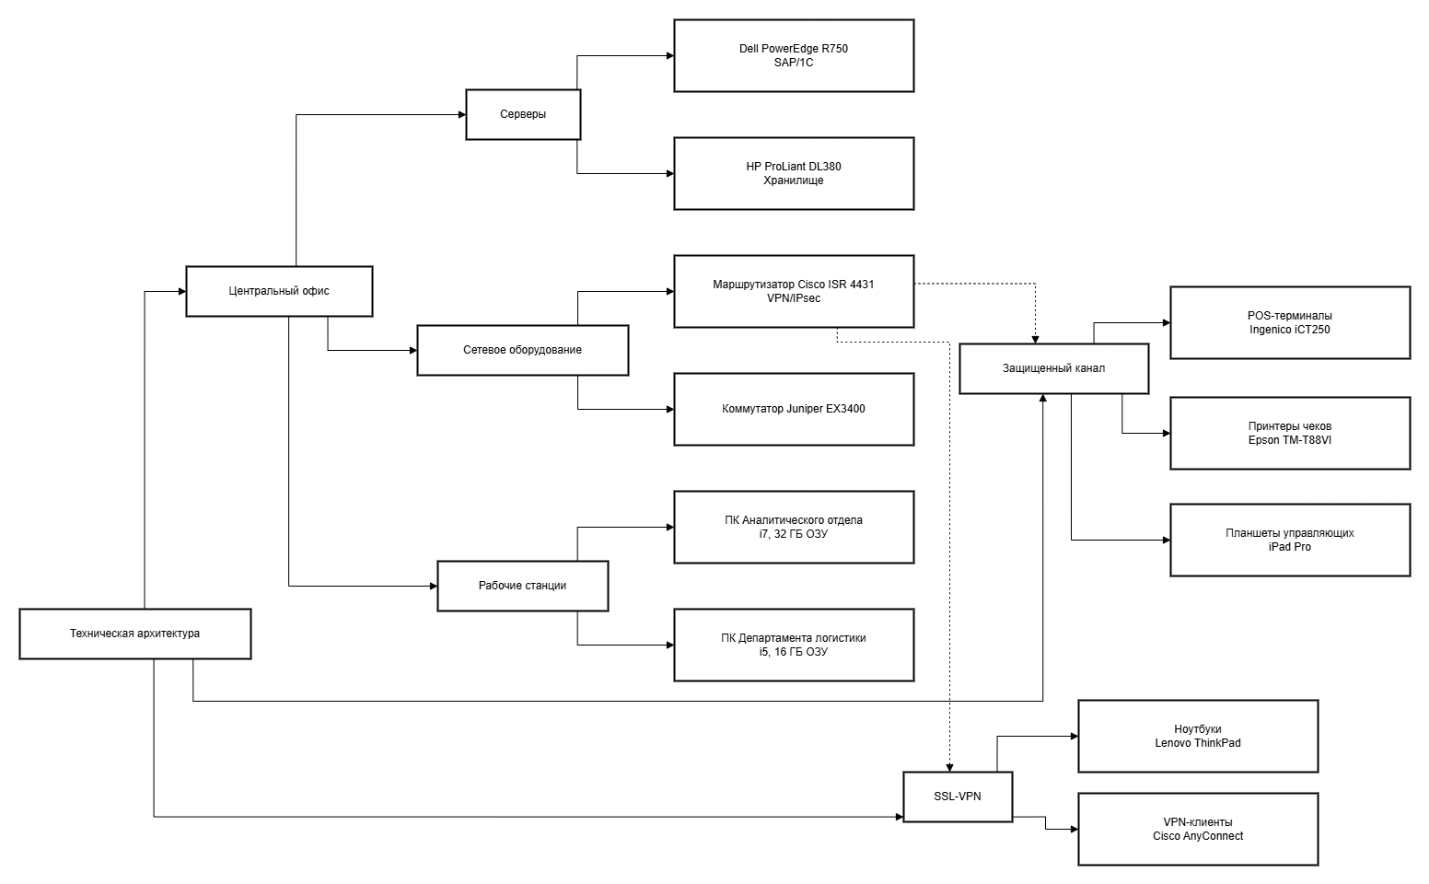 Dell PowerEdge R750
SAP/1C
Серверы
HP ProLiant DL380
Хранилище
Маршрутизатор Cisco ISR 4431
VPN/IPsec
Центральный офис
POS-терминалы
Ingenico iCT250
Сетевое оборудование
Защищенный канал
Коммутатор Juniper EX3400
Принтеры чеков
Epson TM-T88VI
ПК Аналитического отдела
i7, 32 ГБ ОЗУ
Планшеты управляющих
iPad Pro
Рабочие станции
Техническая архитектура
ПК Департамента логистики
i5, 16 ГБ ОЗУ
Ноутбуки
Lenovo ThinkPad
SSL-VPN
VPN-клиенты
Cisco AnyConnect